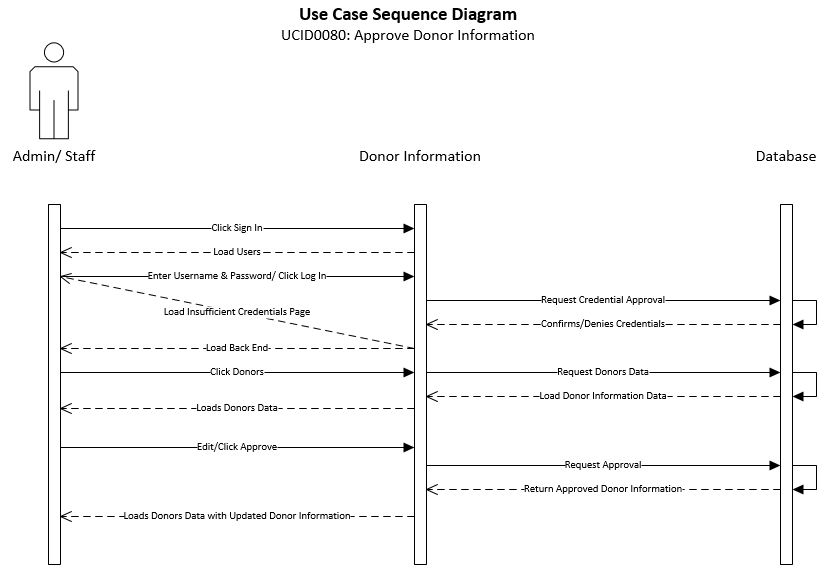 Use Case Sequence Diagram
UCID0080: Approve Donor Information
Admin/ Staff
Donor Information
Database
Click Sign In
Load Users
Enter Username & Password/ Click Log In
Request Credential Approval
Load Insufficient Credentials Page
Confirms/Denies Credentials
Load Back End
Click Donors
Request Donors Data
Load Donor Information Data
Loads Donors Data
Edit/Click Approve
Request Approval
Return Approved Donor Information
Loads Donors Data with Updated Donor Information